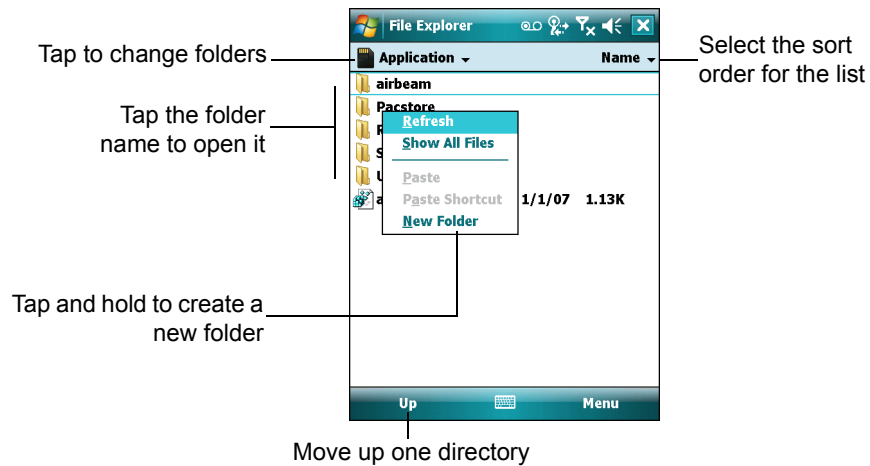 File Explorer
Tap to change folders
Application
Name
Select the sort
order for the list
airbeam
Tap the folder
name to open it
Pacstore
Refresh
Show All Files
Paste
Paste Shortcut
1/1/07 1.13K
New Folder
Tap and hold to create a
new folder
Up
Menu
Move up one directory